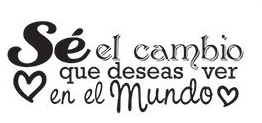 Sé el cambio
que deseas ver
en el Mundo